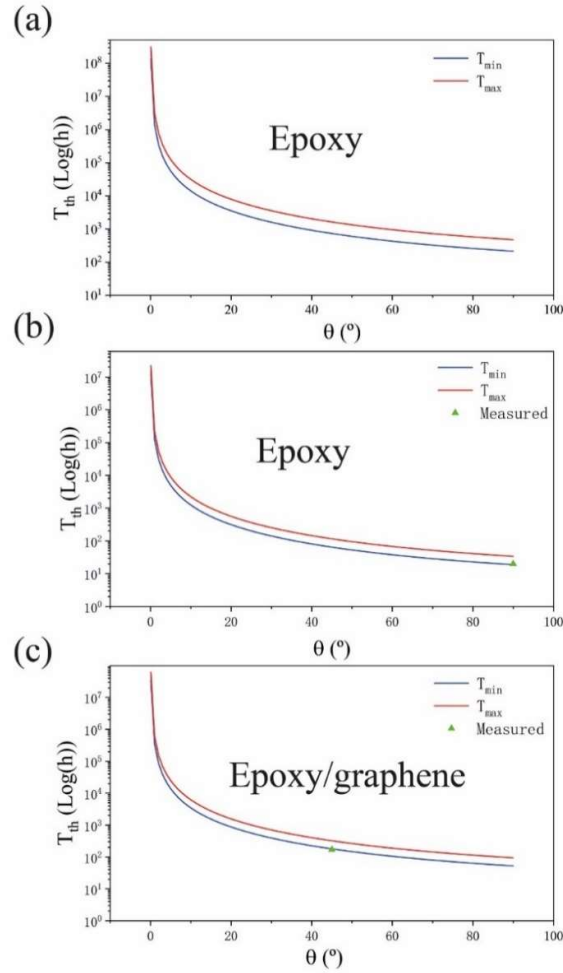 (a)
T_th (Log(h))
10⁸
10⁷
10⁶
10⁵
10⁴
10³
10²
10¹
T_min
T_max
Epoxy
0 20 40 60 80 100
θ (º)
(b)
T_th (Log(h))
10⁷
10⁶
10⁵
10⁴
10³
10²
10¹
10⁰
T_min
T_max
Measured
Epoxy
0 20 40 60 80 100
θ (º)
(c)
T_th (Log(h))
10⁷
10⁶
10⁵
10⁴
10³
10²
10¹
10⁰
T_min
T_max
Measured
Epoxy/graphene
0 20 40 60 80 100
θ (º)